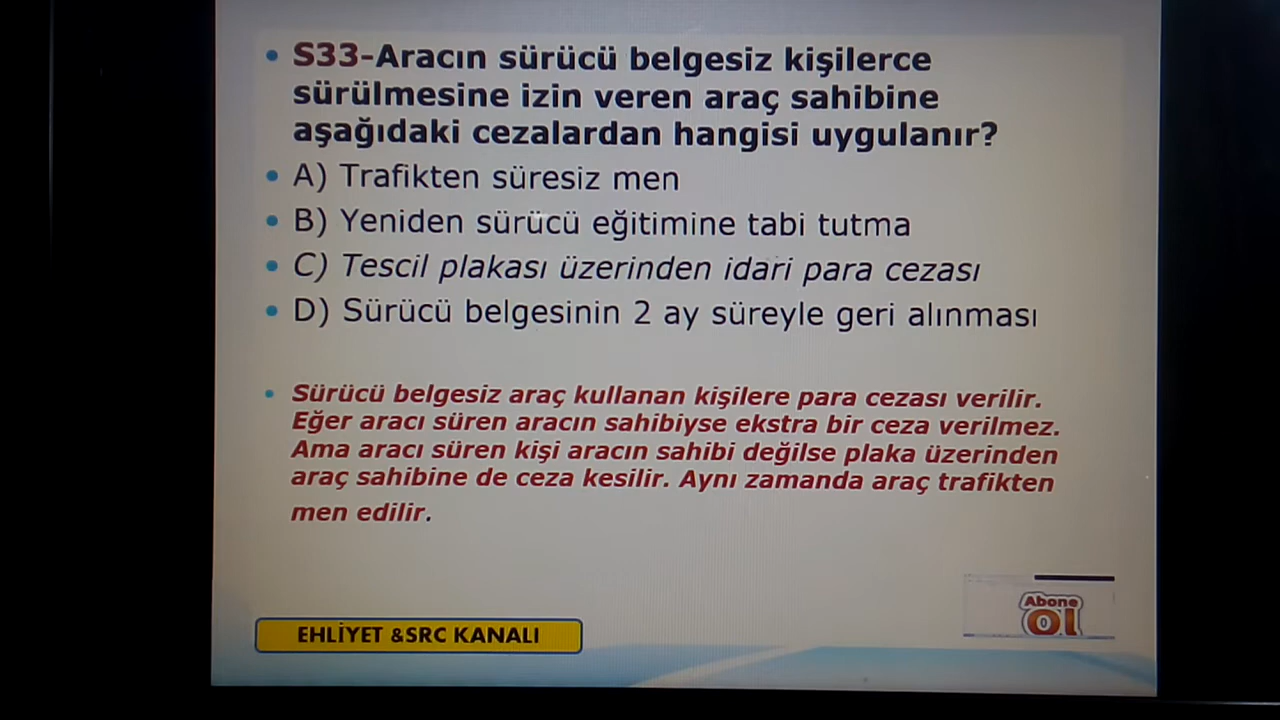 • S33-Aracın sürücü belgesiz kişilerce
sürülmesine izin veren araç sahibine
aşağıdaki cezalardan hangisi uygulanır?
• A) Trafikten süresiz men
• B) Yeniden sürücü eğitimine tabi tutma
• C) Tescil plakası üzerinden idari para cezası
• D) Sürücü belgesinin 2 ay süreyle geri alınması
• Sürücü belgesiz araç kullanan kişilere para cezası verilir.
Eğer aracı süren aracın sahibiyse ekstra bir ceza verilmez.
Ama aracı süren kişi aracın sahibi değilse plaka üzerinden
araç sahibine de ceza kesilir. Aynı zamanda araç trafikten
men edilir.
Abone
Ol
EHLİYET &SRC KANALI